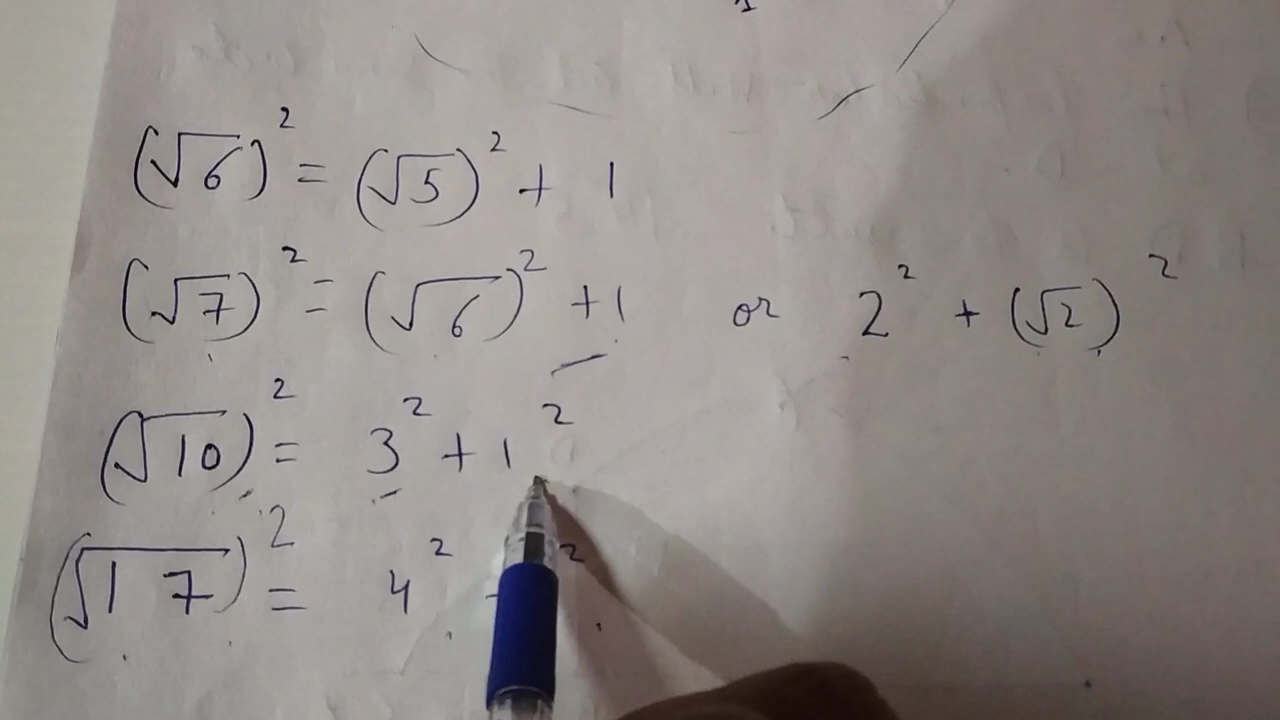 (√6)² = (√5)² + 1
(√7)² = (√6)² + 1 or 2² + (√2)²
(√10)² = 3² + 1²
(√17)² = 4² ²